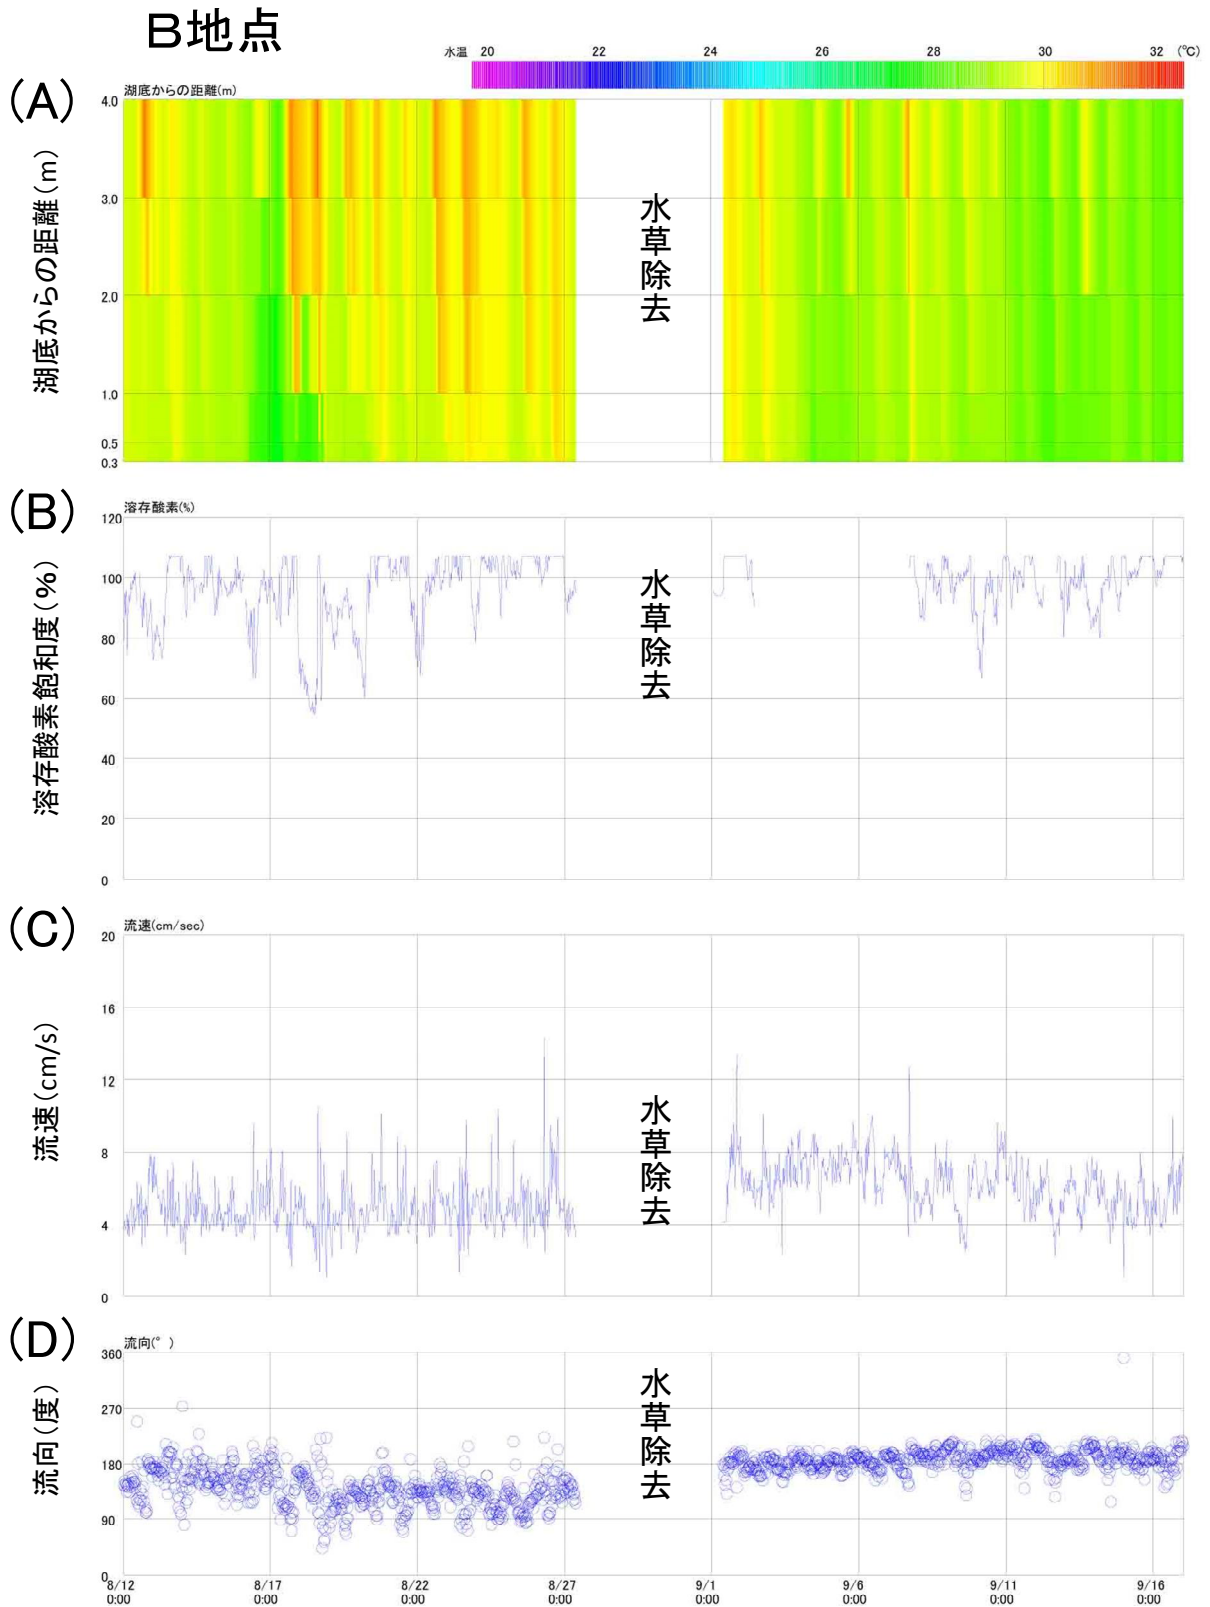 B地点
水温 20 22 24 26 28 30 32 (℃)
(A)
湖底からの距離(m)
湖底からの距離(m)
4.0
3.0
2.0
1.0
0.5
0.3
水草除去
(B)
溶存酸素(%)
溶存酸素飽和度(%)
120
100
80
60
40
20
0
水草除去
(C)
流速(cm/sec)
流速(cm/s)
20
16
12
8
4
0
水草除去
(D)
流向(° )
流向(度)
360
270
180
90
0
水草除去
8/12 8/17 8/22 8/27 9/1 9/6 9/11 9/16
0:00 0:00 0:00 0:00 0:00 0:00 0:00 0:00